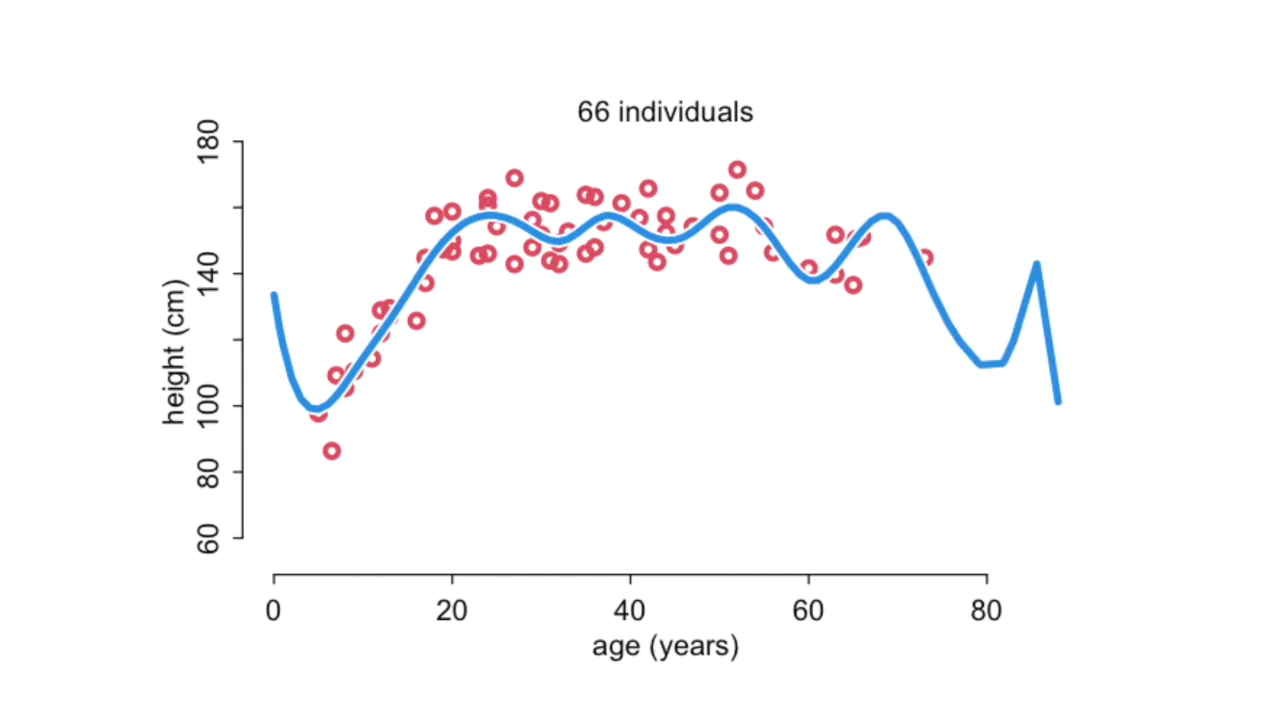 66 individuals
180
140
100
80
60
height (cm)
0 20 40 60 80
age (years)